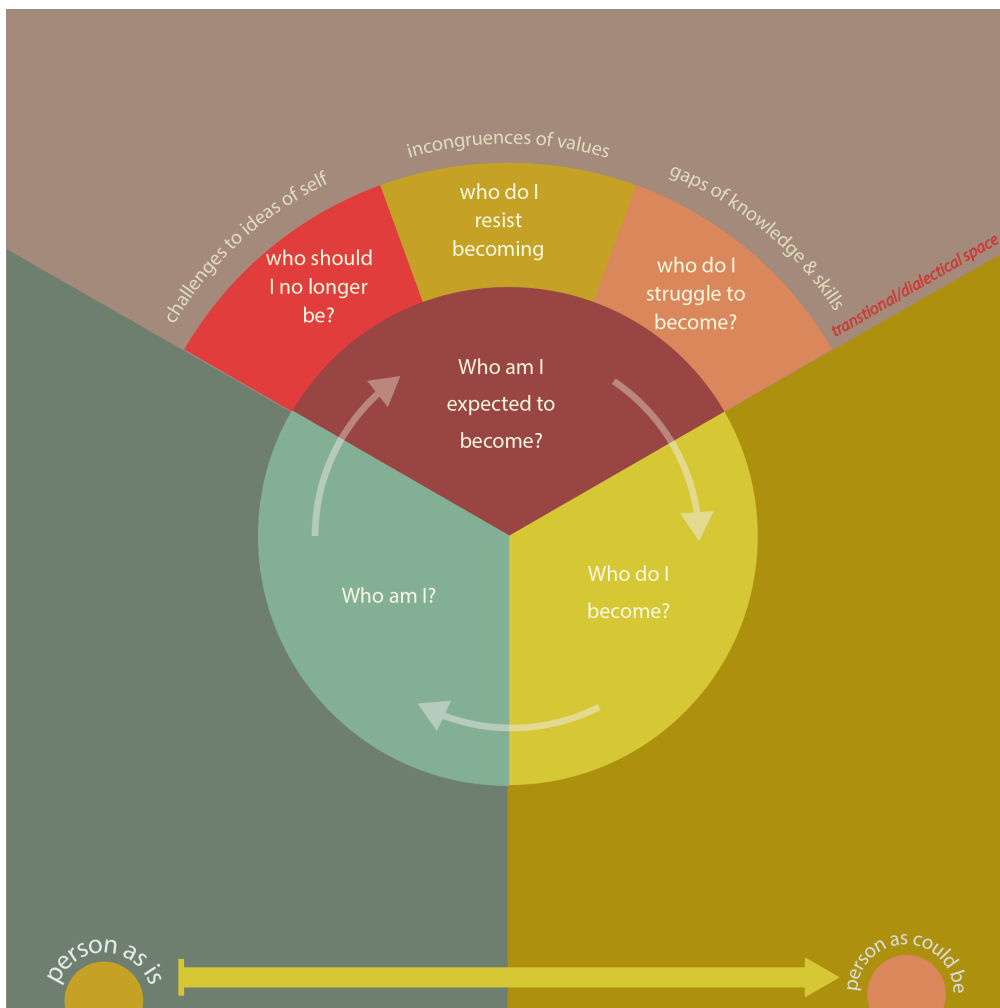 incongruences of values
challenges to ideas of self
gaps of knowledge & skills
transtional/dialectical space
who should
I no longer
be?
who do I
resist
becoming
who do I
struggle to
become?
Who am I
expected to
become?
Who am I?
Who do I
become?
person as is
person as could be